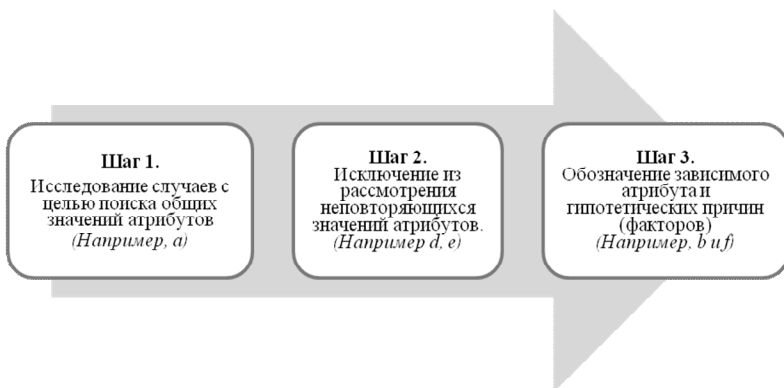 Шаг 1.
Исследование случаев с
целью поиска общих
значений атрибутов
(Например, a)
Шаг 2.
Исключение из
рассмотрения
неповторяющихся
значений атрибутов.
(Например d, e)
Шаг 3.
Обозначение зависимого
атрибута и
гипотетических причин
(факторов)
(Например, b и f)